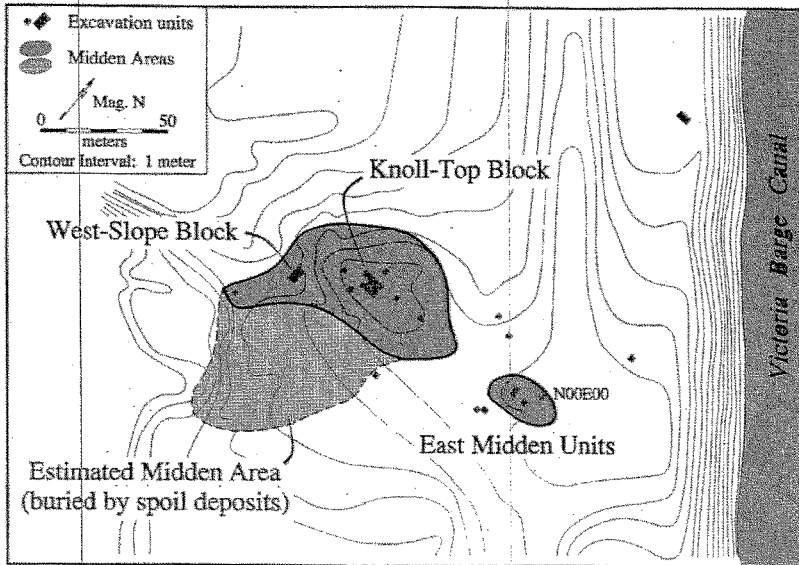 Excavation units
Midden Areas
Mag. N
0 50
meters
Contour Interval: 1 meter
Knoll-Top Block
West-Slope Block
Victoria Barge Canal
N00E00
East Midden Units
Estimated Midden Area
(buried by spoil deposits)